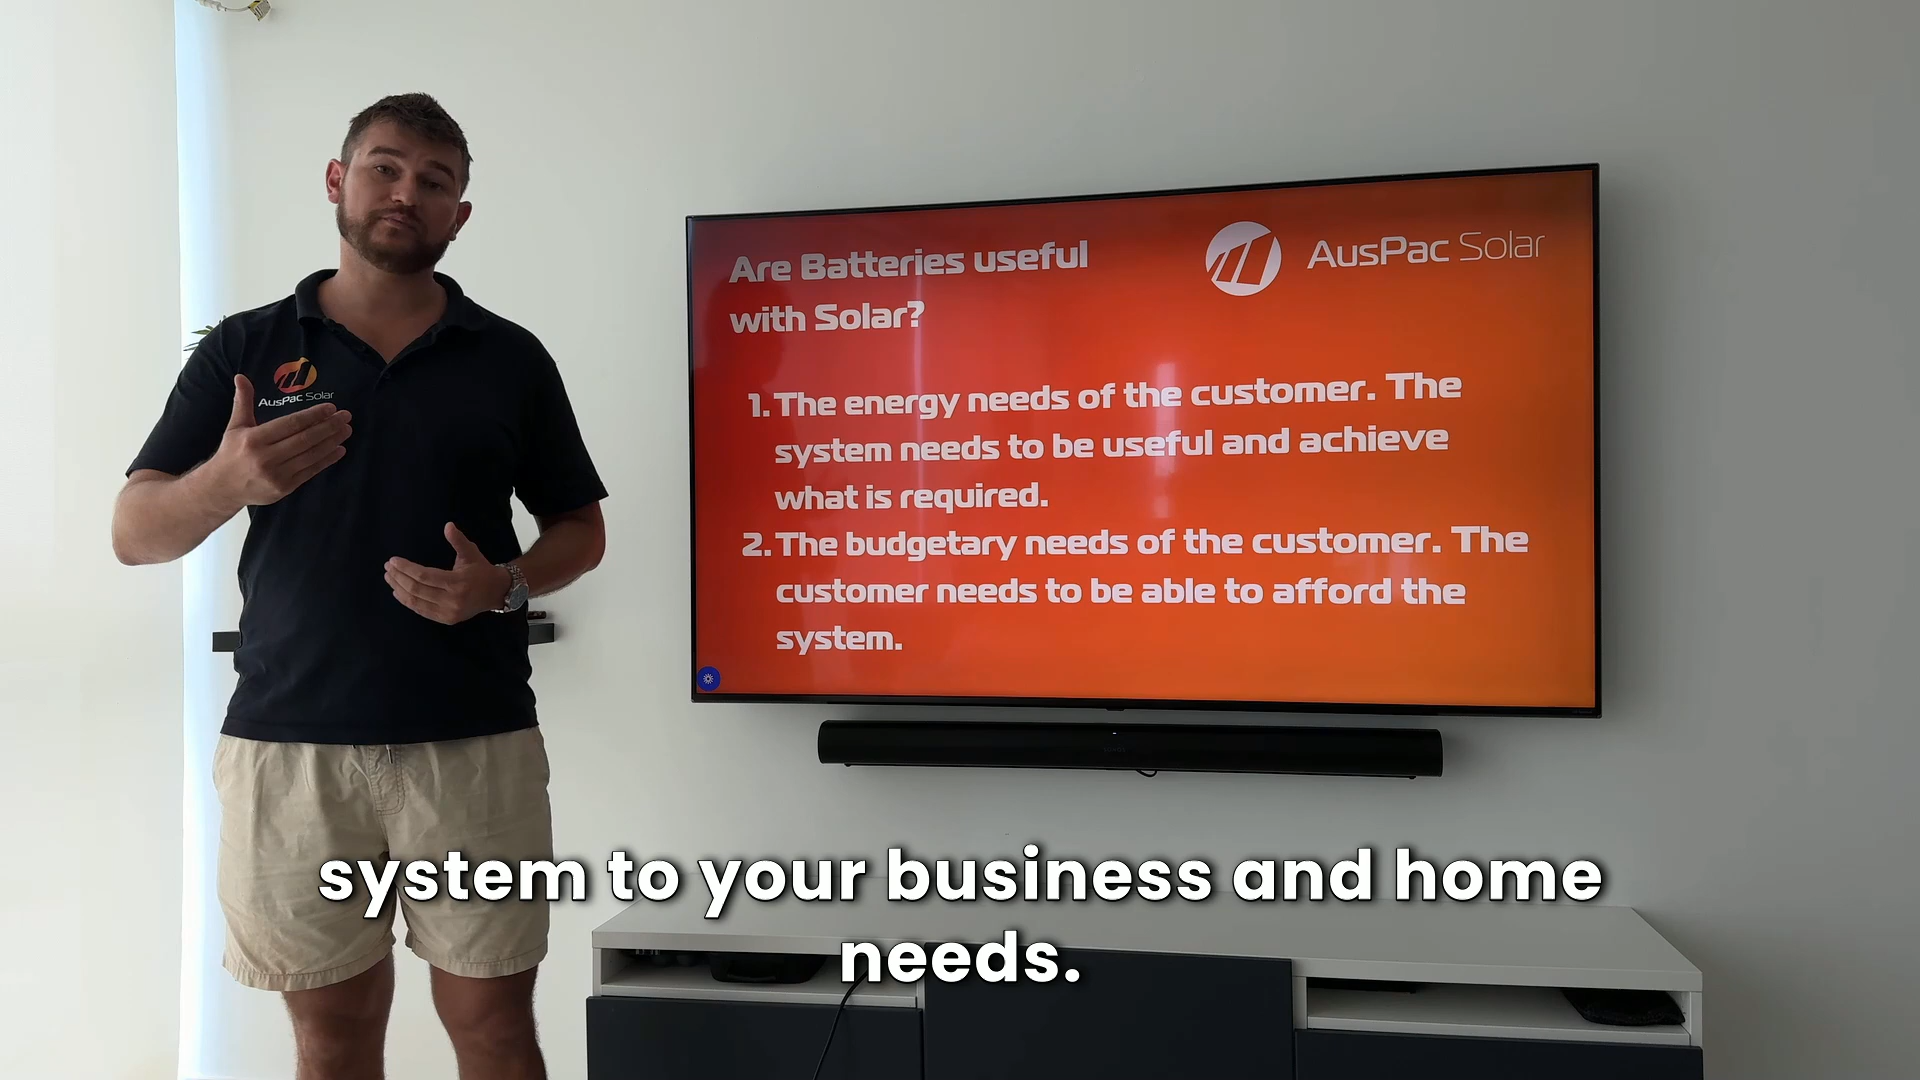 Are Batteries useful
with Solar?
AusPac Solar
1. The energy needs of the customer. The
system needs to be useful and achieve
what is required.
2. The budgetary needs of the customer. The
customer needs to be able to afford the
system.
AusPac Solar
system to your business and home
needs.